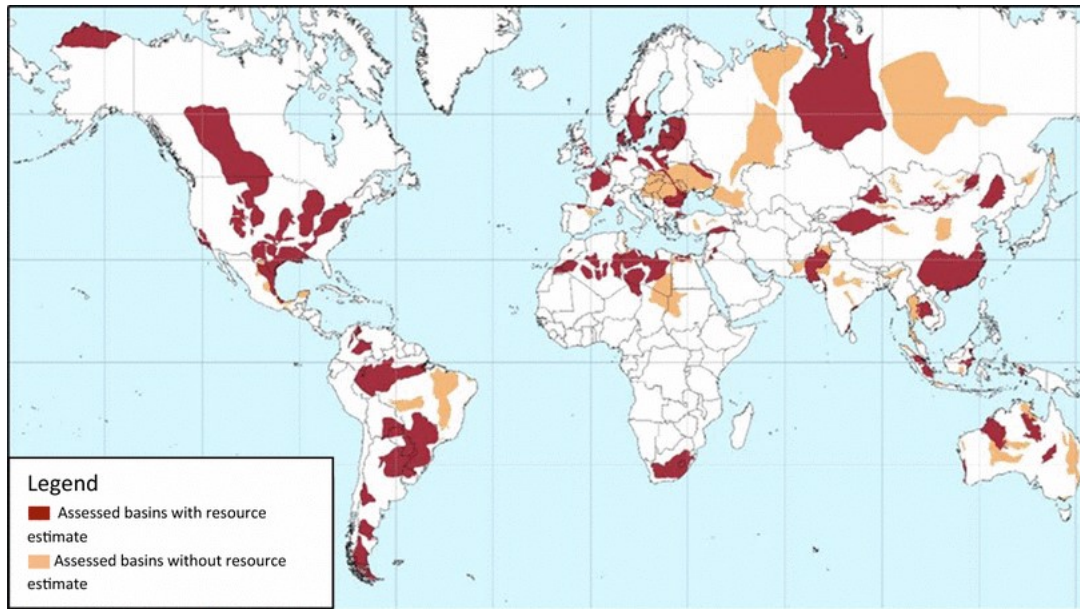 Legend
Assessed basins with resource
estimate
Assessed basins without resource
estimate